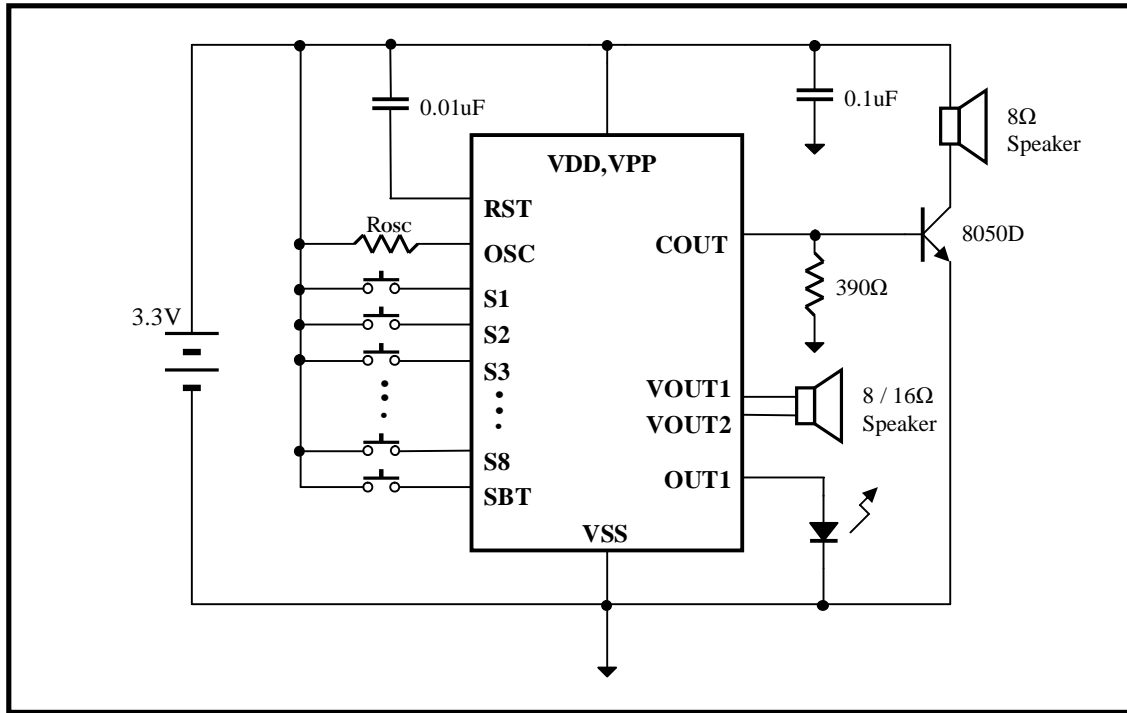 0.01uF
0.1uF
8Ω
Speaker
VDD,VPP
RST
Rosc
OSC
COUT
8050D
S1
390Ω
3.3V
S2
S3
VOUT1
8 / 16Ω
VOUT2
Speaker
S8
OUT1
SBT
VSS